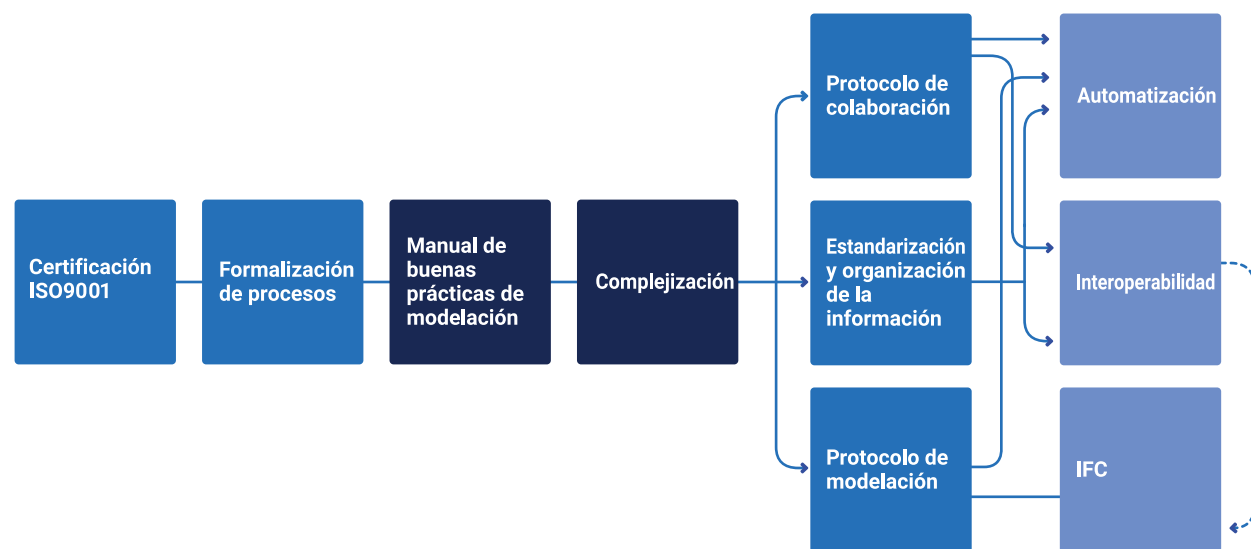 Certificación
ISO9001
Formalización
de procesos
Manual de
buenas
prácticas de
modelación
Complejización
Protocolo de
colaboración
Estandarización
y organización
de la
información
Protocolo de
modelación
Automatización
Interoperabilidad
IFC